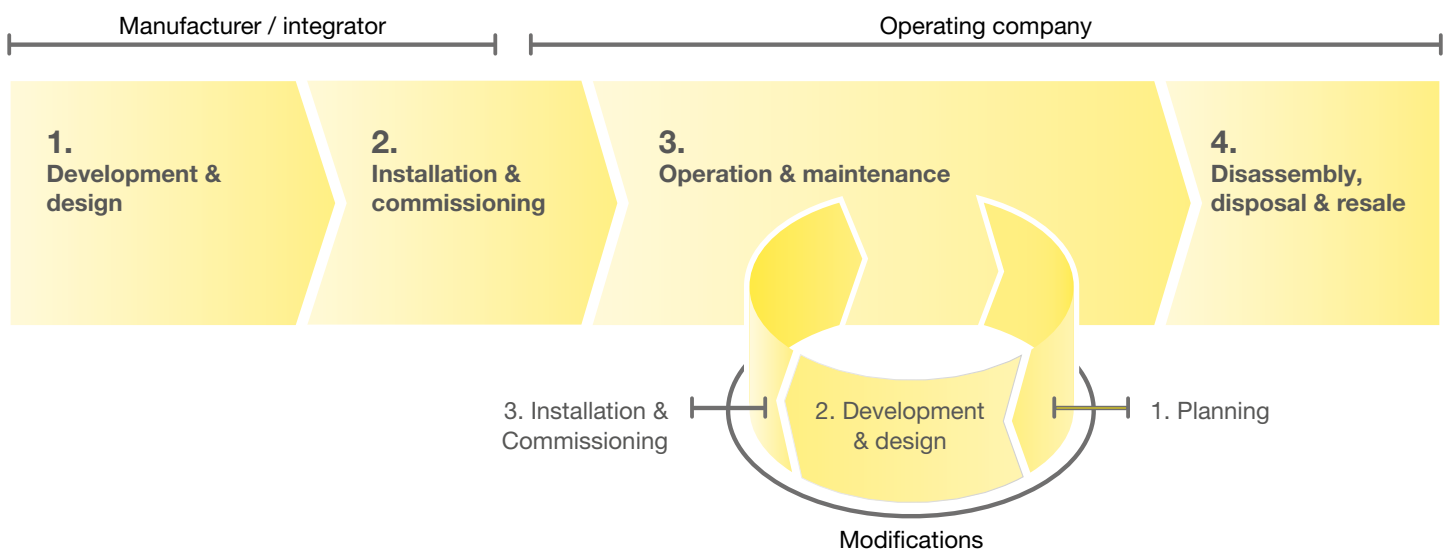 Manufacturer / integrator
Operating company
1.
Development &
design
2.
Installation &
commissioning
3.
Operation & maintenance
4.
Disassembly,
disposal & resale
3. Installation &
Commissioning
2. Development
& design
1. Planning
Modifications